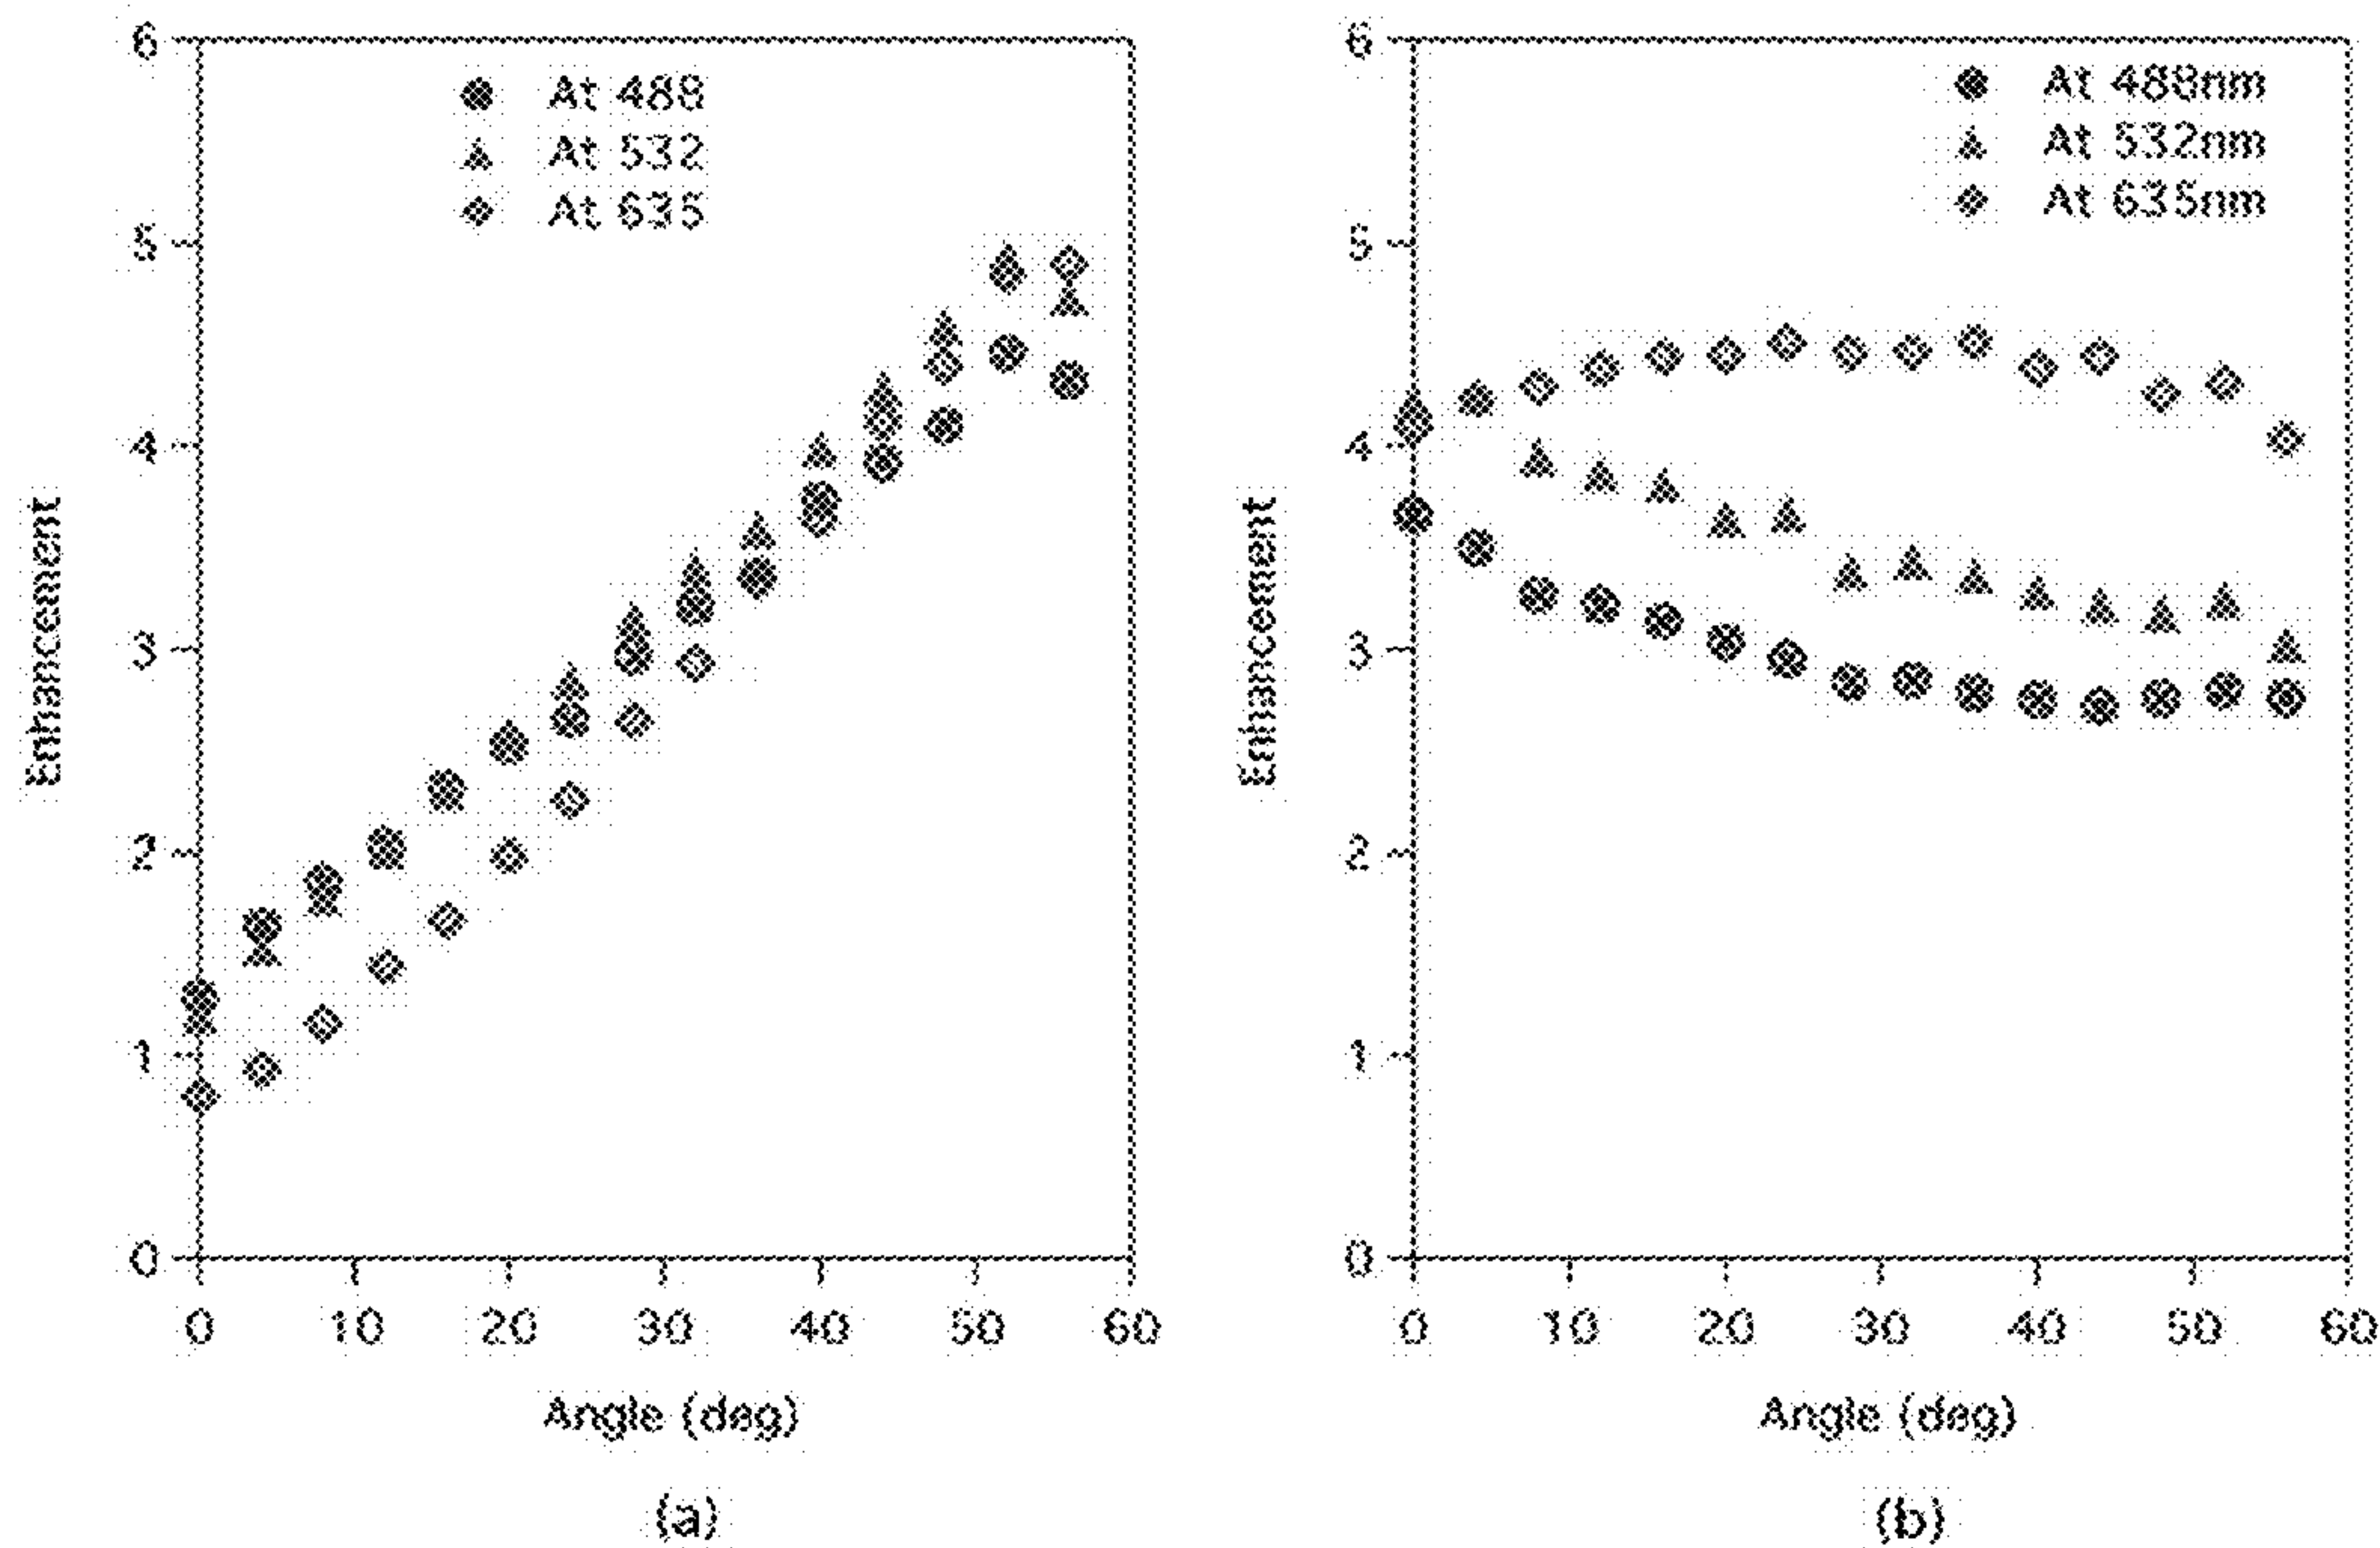 6
5
4
3
2
1
0
Enhancement
At 488
At 532
At 635
0 10 20 30 40 50 60
Angle (deg)
(a)
6
5
4
3
2
1
0
Enhancement
At 488nm
At 532nm
At 635nm
0 10 20 30 40 50 60
Angle (deg)
(b)